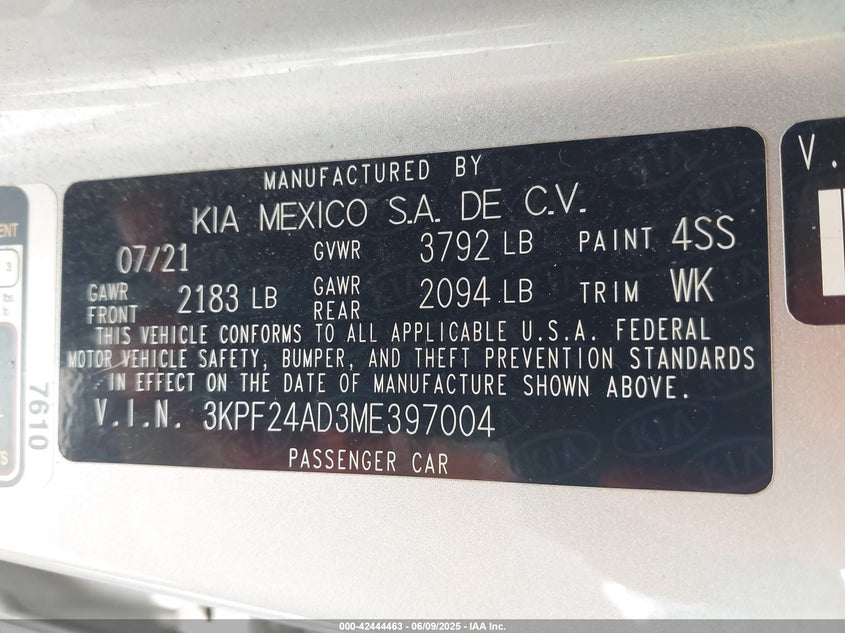 MANUFACTURED BY
KIA MEXICO S.A. DE C.V.
07/21 GVWR 3792 LB PAINT 4SS
GAWR FRONT 2183 LB GAWR REAR 2094 LB TRIM WK
THIS VEHICLE CONFORMS TO ALL APPLICABLE U.S.A. FEDERAL
MOTOR VEHICLE SAFETY, BUMPER, AND THEFT PREVENTION STANDARDS
IN EFFECT ON THE DATE OF MANUFACTURE SHOWN ABOVE.
V.I.N. 3KPF24AD3ME397004
PASSENGER CAR
7610
3
lbs
lb
V.
000-42444463 - 06/09/2025 - IAA Inc.